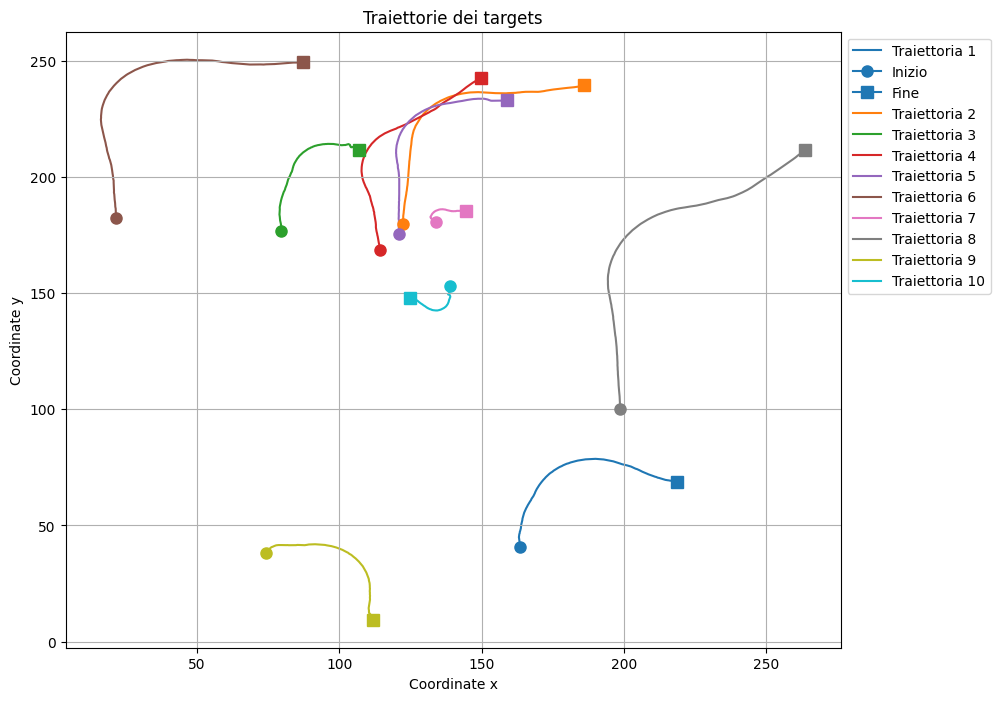 Traiettorie dei targets
Coordinate y
250
200
150
100
50
0
50
100
150
200
250
Coordinate x
Traiettoria 1
Inizio
Fine
Traiettoria 2
Traiettoria 3
Traiettoria 4
Traiettoria 5
Traiettoria 6
Traiettoria 7
Traiettoria 8
Traiettoria 9
Traiettoria 10